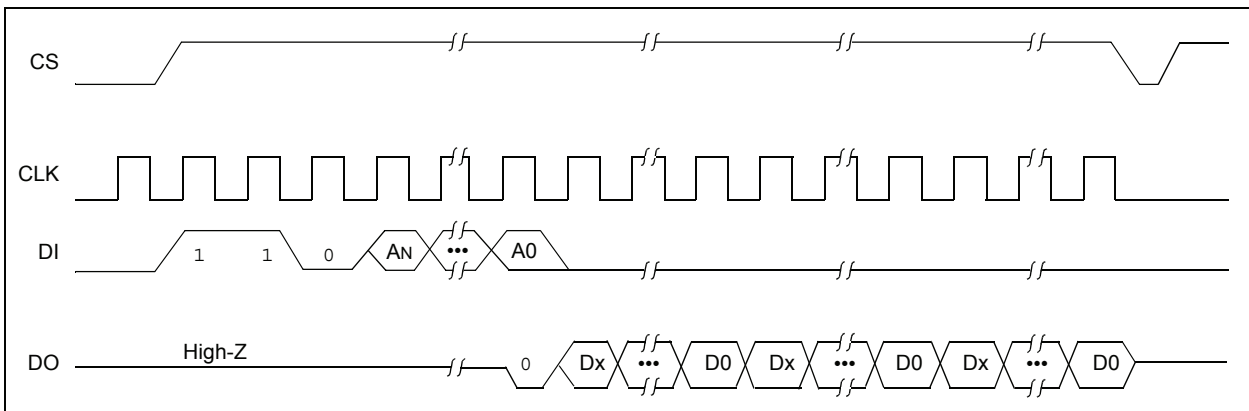 CS
CLK
DI 1 1 0 AN ••• A0
High-Z
DO 0 Dx ••• D0 Dx ••• D0 Dx ••• D0